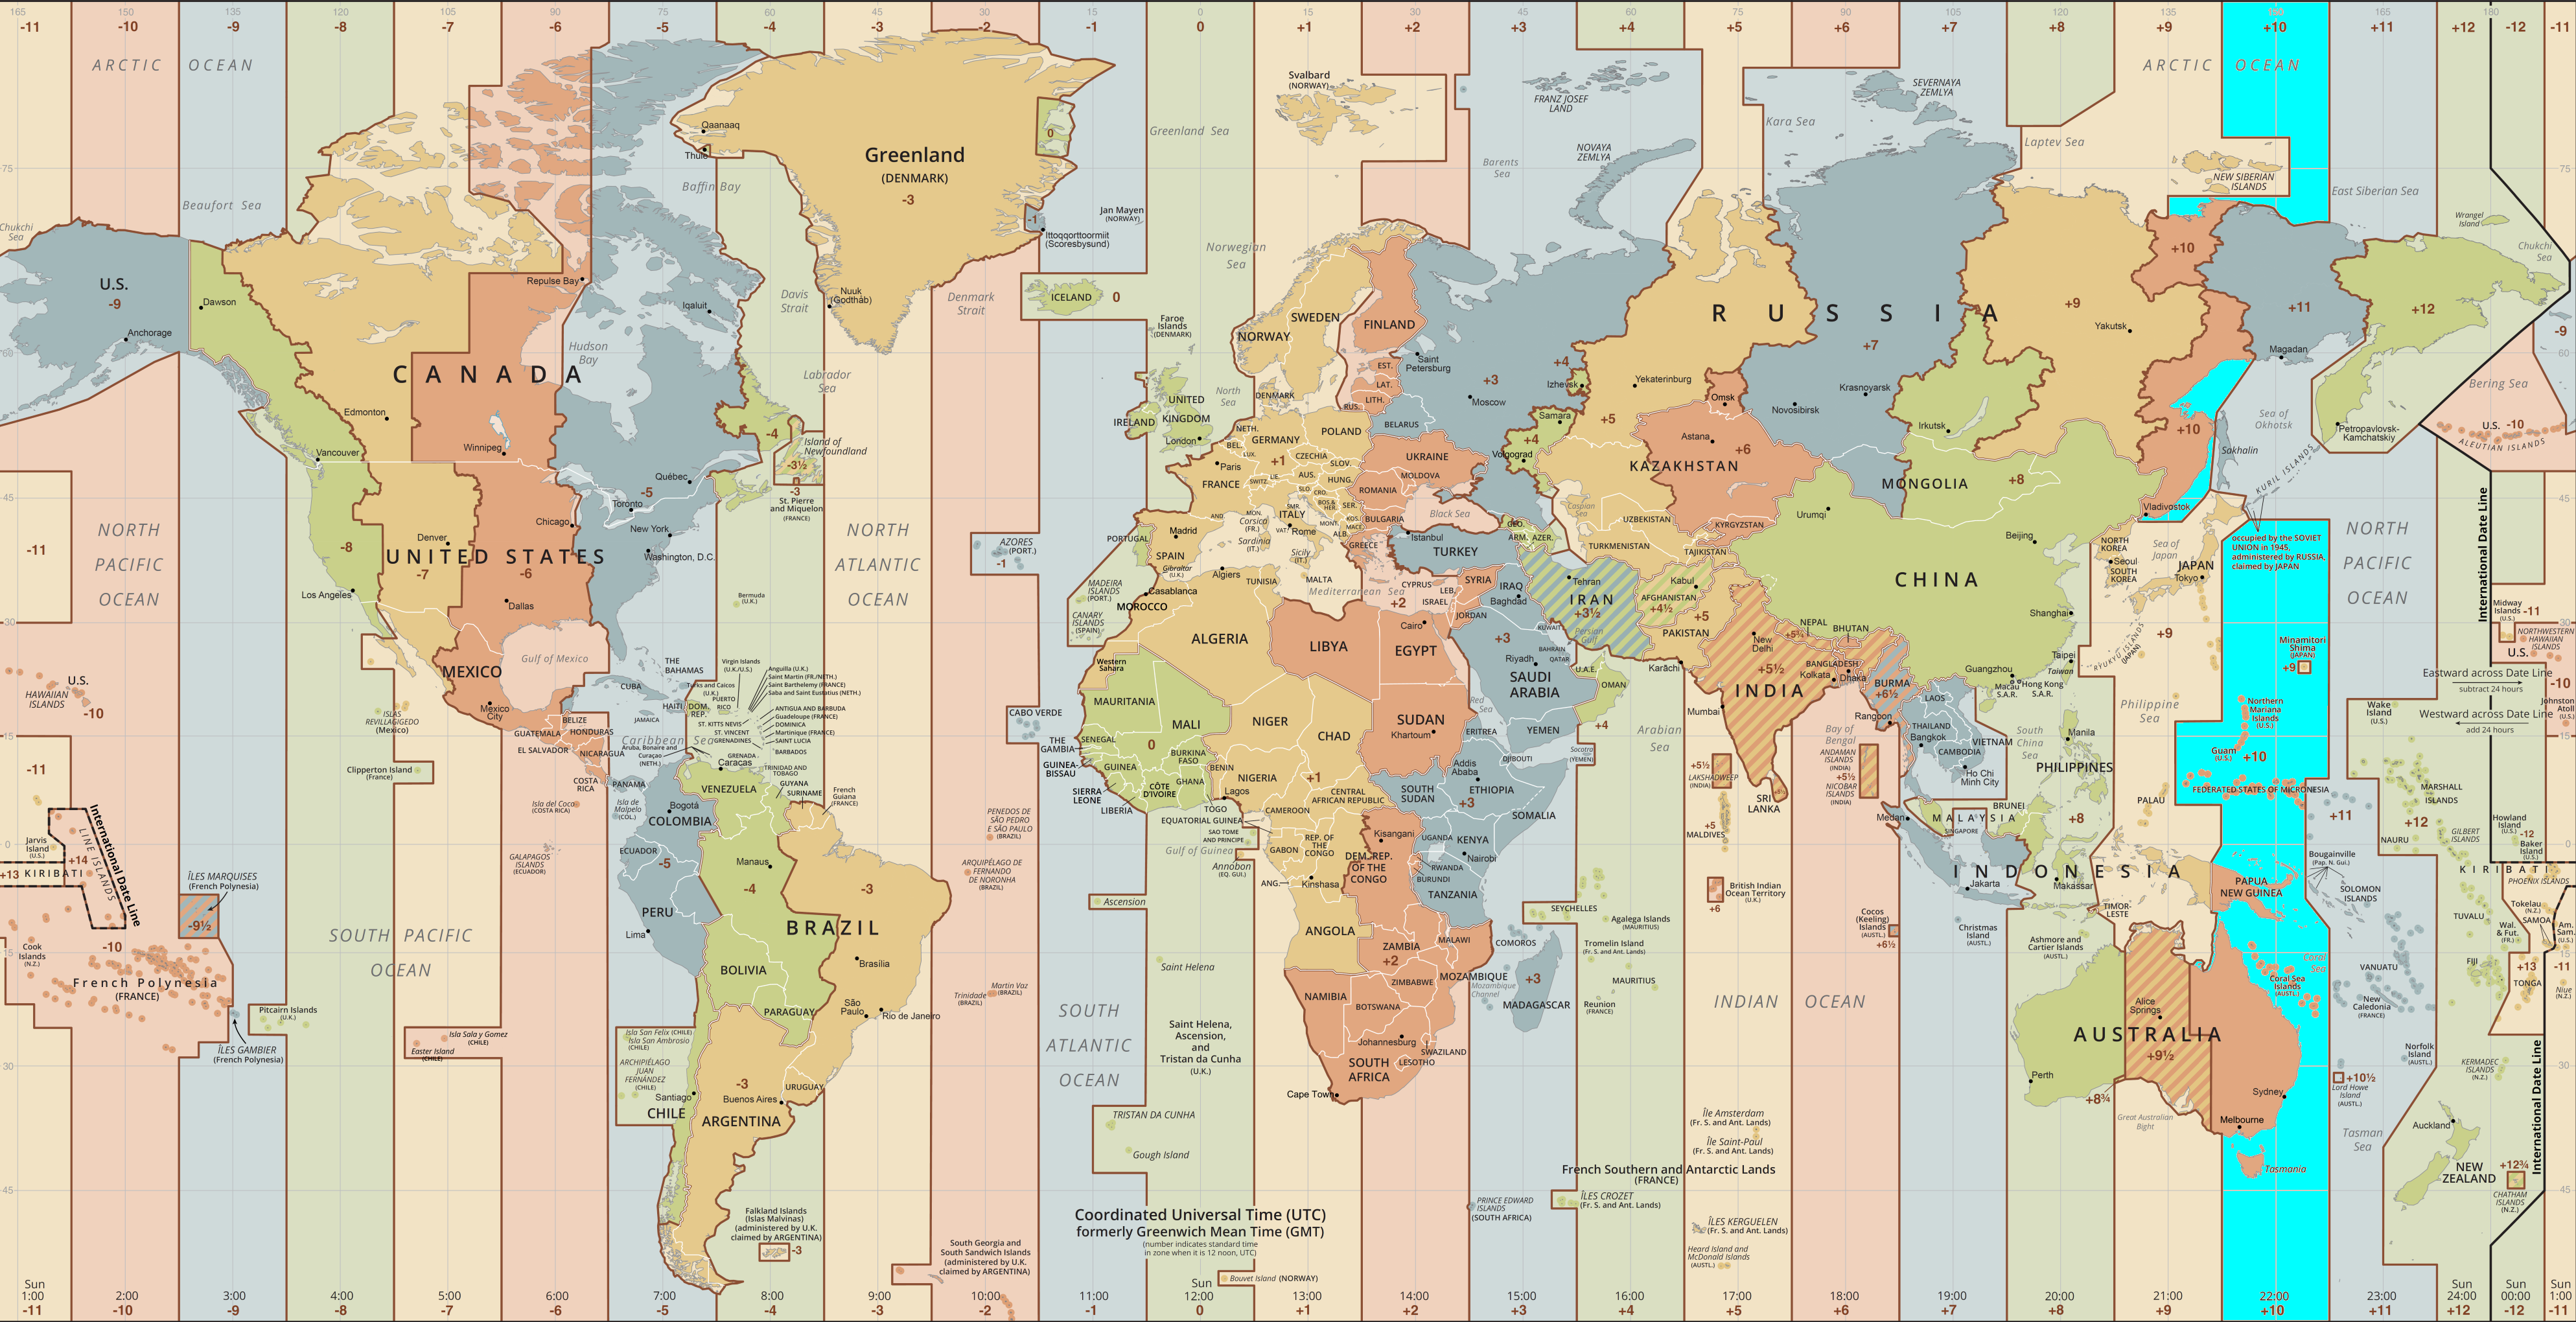 165 150 135 120 105 90 75 60 45 30 15 0 15 30 45 60 75 90 105 120 135 150 165 180
-11 -10 -9 -8 -7 -6 -5 -4 -3 -2 -1 0 +1 +2 +3 +4 +5 +6 +7 +8 +9 +10 +11 +12 -12 -11
ARCTIC OCEAN
ARCTIC OCEAN
Svalbard
(NORWAY)
FRANZ JOSEF
LAND
SEVERNAYA
ZEMLYA
Kara Sea
Laptev Sea
Qaanaaq
Thule
0
Greenland Sea
Greenland
(DENMARK)
-3
Barents
Sea
NOVAYA
ZEMLYA
75
75
Baffin Bay
NEW SIBERIAN
ISLANDS
East Siberian Sea
Beaufort Sea
Chukchi
Sea
Jan Mayen
(NORWAY)
-1
Ittoqqortoormiit
(Scoresbysund)
Wrangel
Island
Chukchi
Sea
Norwegian
Sea
+10
U.S.
-9
Dawson
Repulse Bay
Iqaluit
Davis
Strait
Nuuk
(Godthåb)
Denmark
Strait
ICELAND
0
Anchorage
RUSSIA
+9
+11
+12
Yakutsk
Faroe
Islands
(DENMARK)
SWEDEN
NORWAY
FINLAND
Hudson
Bay
60
60
Saint
Petersburg
+3
+4
+7
Magadan
-9
CANADA
Labrador
Sea
North
Sea
EST.
LAT.
LITH.
RUS.
Izhevsk
Yekaterinburg
Krasnoyarsk
Bering Sea
Edmonton
UNITED
KINGDOM
IRELAND
London
DENMARK
Moscow
BELARUS
Samara
+5
Omsk
Novosibirsk
Irkutsk
+10
Sea of
Okhotsk
Petropavlovsk-
Kamchatskiy
U.S. -10
ALEUTIAN ISLANDS
-4
Island of
Newfoundland
-3½
-3
St. Pierre
and Miquelon
(FRANCE)
Vancouver
Winnipeg
NETH.
BEL.
LUX.
GERMANY
POLAND
CZECHIA
SLOV.
+1
Paris
FRANCE
SWITZ.
AUS.
HUNG.
UKRAINE
MOLDOVA
ROMANIA
+4
Volgograd
Astana
+6
KAZAKHSTAN
MONGOLIA
+8
Sakhalin
KURIL ISLANDS
Québec
-5
Toronto
45
45
SLO.
CRO.
BOS.&
HER.
SER.
ITALY
MONT.
KOS.
MACE.
ALB.
BULGARIA
GREECE
Black Sea
Caspian
Sea
UZBEKISTAN
KYRGYZSTAN
Urumqi
Vladivostok
Chicago
New York
Washington, D.C.
AND.
MON.
Corsica
(FR.)
Sardinia
(IT.)
VAT.
Rome
Sicily
(IT.)
Madrid
SPAIN
PORTUGAL
Gibraltar
(U.K.)
Istanbul
TURKEY
GEO.
ARM.
AZER.
TURKMENISTAN
TAJIKISTAN
Beijing
NORTH
KOREA
Seoul
SOUTH
KOREA
Sea of
Japan
JAPAN
Tokyo
occupied by the SOVIET
UNION in 1945,
administered by RUSSIA,
claimed by JAPAN
NORTH
PACIFIC
OCEAN
-11
Denver
UNITED STATES
-8
-7
-6
Los Angeles
Dallas
NORTH
ATLANTIC
OCEAN
AZORES
(PORT.)
-1
Bermuda
(U.K.)
MADEIRA
ISLANDS
(PORT.)
CANARY
ISLANDS
(SPAIN)
Algiers
TUNISIA
MALTA
Mediterranean Sea
Casablanca
MOROCCO
CYPRUS
LEB.
ISRAEL
+2
SYRIA
IRAQ
Baghdad
JORDAN
KUWAIT
Tehran
IRAN
+3½
Persian
Gulf
Kabul
AFGHANISTAN
+4½
+5
PAKISTAN
CHINA
Shanghai
NORTH
PACIFIC
OCEAN
International Date Line
Midway
Islands
(U.S.)
-11
NORTHWESTERN
HAWAIIAN
ISLANDS
30
30
ALGERIA
LIBYA
Cairo
EGYPT
+3
BAHRAIN
QATAR
Riyadh
SAUDI
ARABIA
U.A.E.
OMAN
Karāchi
New
Delhi
+5¾
NEPAL
BHUTAN
BANGLADESH
Dhaka
Kolkata
+5½
INDIA
Guangzhou
Macau
S.A.R.
Hong Kong
S.A.R.
Taipei
Taiwan
RYUKYU ISLANDS
(JAPAN)
+9
Minamitori
Shima
(JAPAN)
+9
U.S.
-10
Eastward across Date Line
subtract 24 hours
Westward across Date Line
add 24 hours
Johnston
Atoll
(U.S.)
Gulf of Mexico
MEXICO
Mexico
City
THE
BAHAMAS
CUBA
Turks and Caicos
(U.K.)
Virgin Islands
(U.K./U.S.)
Anguilla (U.K.)
Saint Martin (FR./NETH.)
Saint Barthelemy (FRANCE)
Saba and Saint Eustatius (NETH.)
U.S.
HAWAIIAN
ISLANDS
-10
ISLAS
REVILLAGIGEDO
(Mexico)
JAMAICA
HAITI
DOM.
REP.
PUERTO
RICO
ANTIGUA AND BARBUDA
Guadeloupe (FRANCE)
DOMINICA
Martinique (FRANCE)
SAINT LUCIA
BARBADOS
ST. KITTS NEVIS
ST. VINCENT
GRENADINES
GRENADA
TRINIDAD AND
TOBAGO
Caribbean Sea
Aruba, Bonaire and
Curaçao
(NETH.)
BELIZE
GUATEMALA
HONDURAS
EL SALVADOR
NICARAGUA
COSTA
RICA
PANAMA
CABO VERDE
Western
Sahara
MAURITANIA
MALI
0
NIGER
CHAD
SUDAN
Khartoum
Red
Sea
ERITREA
YEMEN
+4
Arabian
Sea
Mumbai
BURMA
+6½
Rangoon
LAOS
THAILAND
Bangkok
VIETNAM
CAMBODIA
Ho Chi
Minh City
South
China
Sea
Manila
PHILIPPINES
Philippine
Sea
Northern
Mariana
Islands
(U.S.)
Guam
(U.S.)
+10
Wake
Island
(U.S.)
15
15
THE
GAMBIA
SENEGAL
GUINEA-
BISSAU
GUINEA
BURKINA
FASO
BENIN
GHANA
CÔTE
D'IVOIRE
SIERRA
LEONE
LIBERIA
TOGO
NIGERIA
Lagos
+1
CAMEROON
CENTRAL
AFRICAN REPUBLIC
SOUTH
SUDAN
Addis
Ababa
ETHIOPIA
+3
DJIBOUTI
SOMALIA
Socotra
(YEMEN)
+5½
LAKSHADWEEP
(INDIA)
+5
MALDIVES
SRI
LANKA
Bay of
Bengal
ANDAMAN
ISLANDS
(INDIA)
+5½
NICOBAR
ISLANDS
(INDIA)
-11
Clipperton Island
(France)
Isla del Coco
(COSTA RICA)
Isla de
Malpelo
(COL.)
Caracas
VENEZUELA
GUYANA
SURINAME
French
Guiana
(FRANCE)
Bogotá
COLOMBIA
PENEDOS DE
SÃO PEDRO
E SÃO PAULO
(BRAZIL)
EQUATORIAL GUINEA
SAO TOME
AND PRINCIPE
Gulf of Guinea
Annobon
(EQ. GUI.)
GABON
REP. OF
THE
CONGO
Kisangani
DEM. REP.
OF THE
CONGO
UGANDA
KENYA
Nairobi
RWANDA
BURUNDI
TANZANIA
Medan
MALAYSIA
SINGAPORE
BRUNEI
+8
PALAU
FEDERATED STATES OF MICRONESIA
MARSHALL
ISLANDS
+11
+12
NAURU
GILBERT
ISLANDS
Howland
Island
(U.S.)
-12
Baker
Island
(U.S.)
KIRIBATI
PHOENIX ISLANDS
0
0
International Date Line
LINE ISLANDS
+14
Jarvis
Island
(U.S.)
+13 KIRIBATI
GALAPAGOS
ISLANDS
(ECUADOR)
ECUADOR
-5
Manaus
-4
-3
ARQUIPÉLAGO DE
FERNANDO
DE NORONHA
(BRAZIL)
ANG.
Kinshasa
INDONESIA
Jakarta
Makassar
TIMOR-
LESTE
PAPUA
NEW GUINEA
Bougainville
(Pap. N. Gui.)
SOLOMON
ISLANDS
TUVALU
Tokelau
(N.Z.)
SAMOA
Am.
Sam.
(U.S.)
Wal.
& Fut.
(FR.)
ÎLES MARQUISES
(French Polynesia)
-9½
PERU
Lima
BRAZIL
BOLIVIA
Brasília
Ascension
ANGOLA
ZAMBIA
+2
MALAWI
COMOROS
SEYCHELLES
Agalega Islands
(MAURITIUS)
British Indian
Ocean Territory
(U.K.)
+6
Cocos
(Keeling)
Islands
(AUSTL.)
+6½
Christmas
Island
(AUSTL.)
Ashmore and
Cartier Islands
(AUSTL.)
-10
Cook
Islands
(N.Z.)
French Polynesia
(FRANCE)
SOUTH PACIFIC
OCEAN
Saint Helena
Tromelin Island
(Fr. S. and Ant. Lands)
Coral
Sea
Coral Sea
Islands
(AUSTL.)
VANUATU
FIJI
+13
TONGA
-11
Niue
(N.Z.)
15
15
Pitcairn Islands
(U.K.)
PARAGUAY
São
Paulo
Rio de Janeiro
Trinidade
(BRAZIL)
Martin Vaz
(BRAZIL)
NAMIBIA
ZIMBABWE
BOTSWANA
MOZAMBIQUE
Mozambique
Channel
+3
MADAGASCAR
MAURITIUS
Reunion
(FRANCE)
INDIAN OCEAN
Alice
Springs
AUSTRALIA
+9½
New
Caledonia
(FRANCE)
ÎLES GAMBIER
(French Polynesia)
Isla Sala y Gomez
(CHILE)
Easter Island
(CHILE)
Isla San Felix (CHILE)
Isla San Ambrosio
(CHILE)
ARCHIPIÉLAGO
JUAN
FERNÁNDEZ
(CHILE)
SOUTH
ATLANTIC
OCEAN
Saint Helena,
Ascension,
and
Tristan da Cunha
(U.K.)
Johannesburg
SWAZILAND
LESOTHO
SOUTH
AFRICA
Cape Town
Perth
+8¾
Great Australian
Bight
Sydney
Melbourne
Tasmania
Norfolk
Island
(AUSTL.)
+10½
Lord Howe
Island
(AUSTL.)
KERMADEC
ISLANDS
(N.Z.)
International Date Line
30
30
Santiago
CHILE
-3
Buenos Aires
URUGUAY
ARGENTINA
TRISTAN DA CUNHA
Gough Island
Île Amsterdam
(Fr. S. and Ant. Lands)
Île Saint-Paul
(Fr. S. and Ant. Lands)
French Southern and Antarctic Lands
(FRANCE)
Tasman
Sea
Auckland
NEW
ZEALAND
+12¾
CHATHAM
ISLANDS
(N.Z.)
45
45
Falkland Islands
(Islas Malvinas)
(administered by U.K.
claimed by ARGENTINA)
-3
South Georgia and
South Sandwich Islands
(administered by U.K.
claimed by ARGENTINA)
Coordinated Universal Time (UTC)
formerly Greenwich Mean Time (GMT)
(number indicates standard time
in zone when it is 12 noon, UTC)
Bouvet Island (NORWAY)
PRINCE EDWARD
ISLANDS
(SOUTH AFRICA)
ÎLES CROZET
(Fr. S. and Ant. Lands)
ÎLES KERGUELEN
(Fr. S. and Ant. Lands)
Heard Island and
McDonald Islands
(AUSTL.)
Sun Sun Sun Sun Sun
1:00 2:00 3:00 4:00 5:00 6:00 7:00 8:00 9:00 10:00 11:00 12:00 13:00 14:00 15:00 16:00 17:00 18:00 19:00 20:00 21:00 22:00 23:00 24:00 00:00 1:00
-11 -10 -9 -8 -7 -6 -5 -4 -3 -2 -1 0 +1 +2 +3 +4 +5 +6 +7 +8 +9 +10 +11 +12 -12 -11